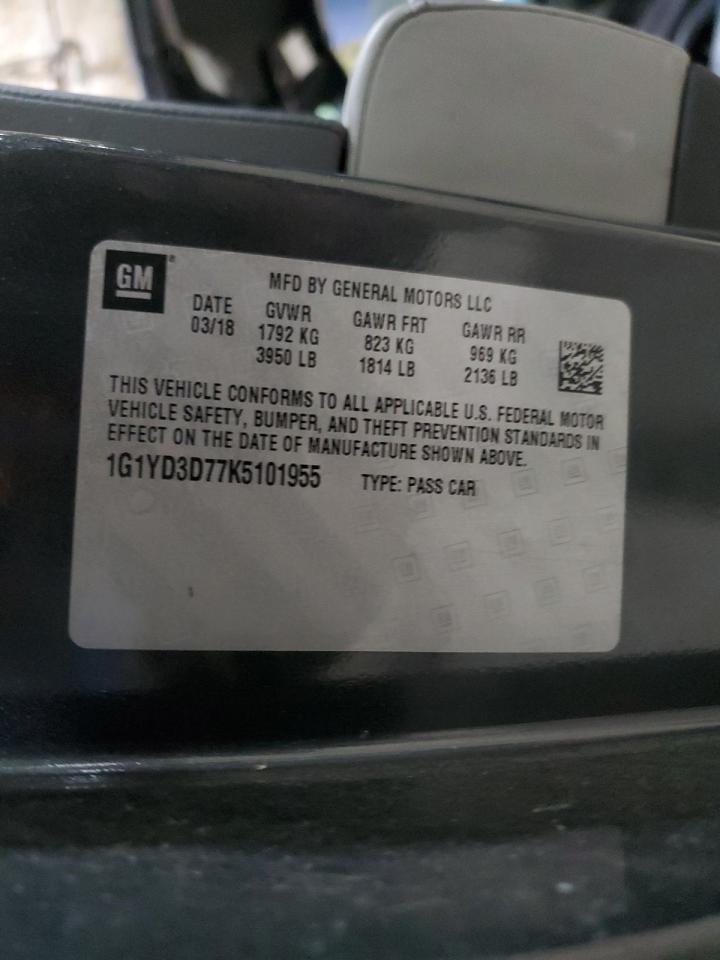 GM
MFD BY GENERAL MOTORS LLC
DATE GVWR GAWR FRT GAWR RR
03/18 1792 KG 823 KG 969 KG
3950 LB 1814 LB 2136 LB
THIS VEHICLE CONFORMS TO ALL APPLICABLE U.S. FEDERAL MOTOR
VEHICLE SAFETY, BUMPER, AND THEFT PREVENTION STANDARDS IN
EFFECT ON THE DATE OF MANUFACTURE SHOWN ABOVE.
1G1YD3D77K5101955 TYPE: PASS CAR